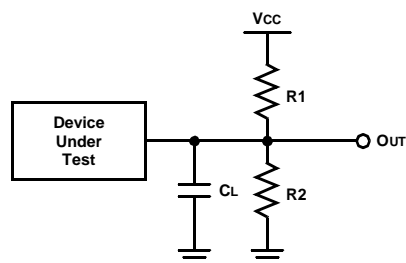 VCC
R1
Device
Under
Test
OUT
CL
R2